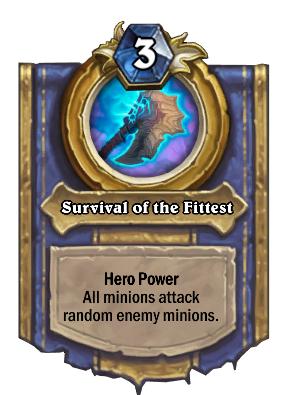 3
Survival of the Fittest
Hero Power
All minions attack
random enemy minions.